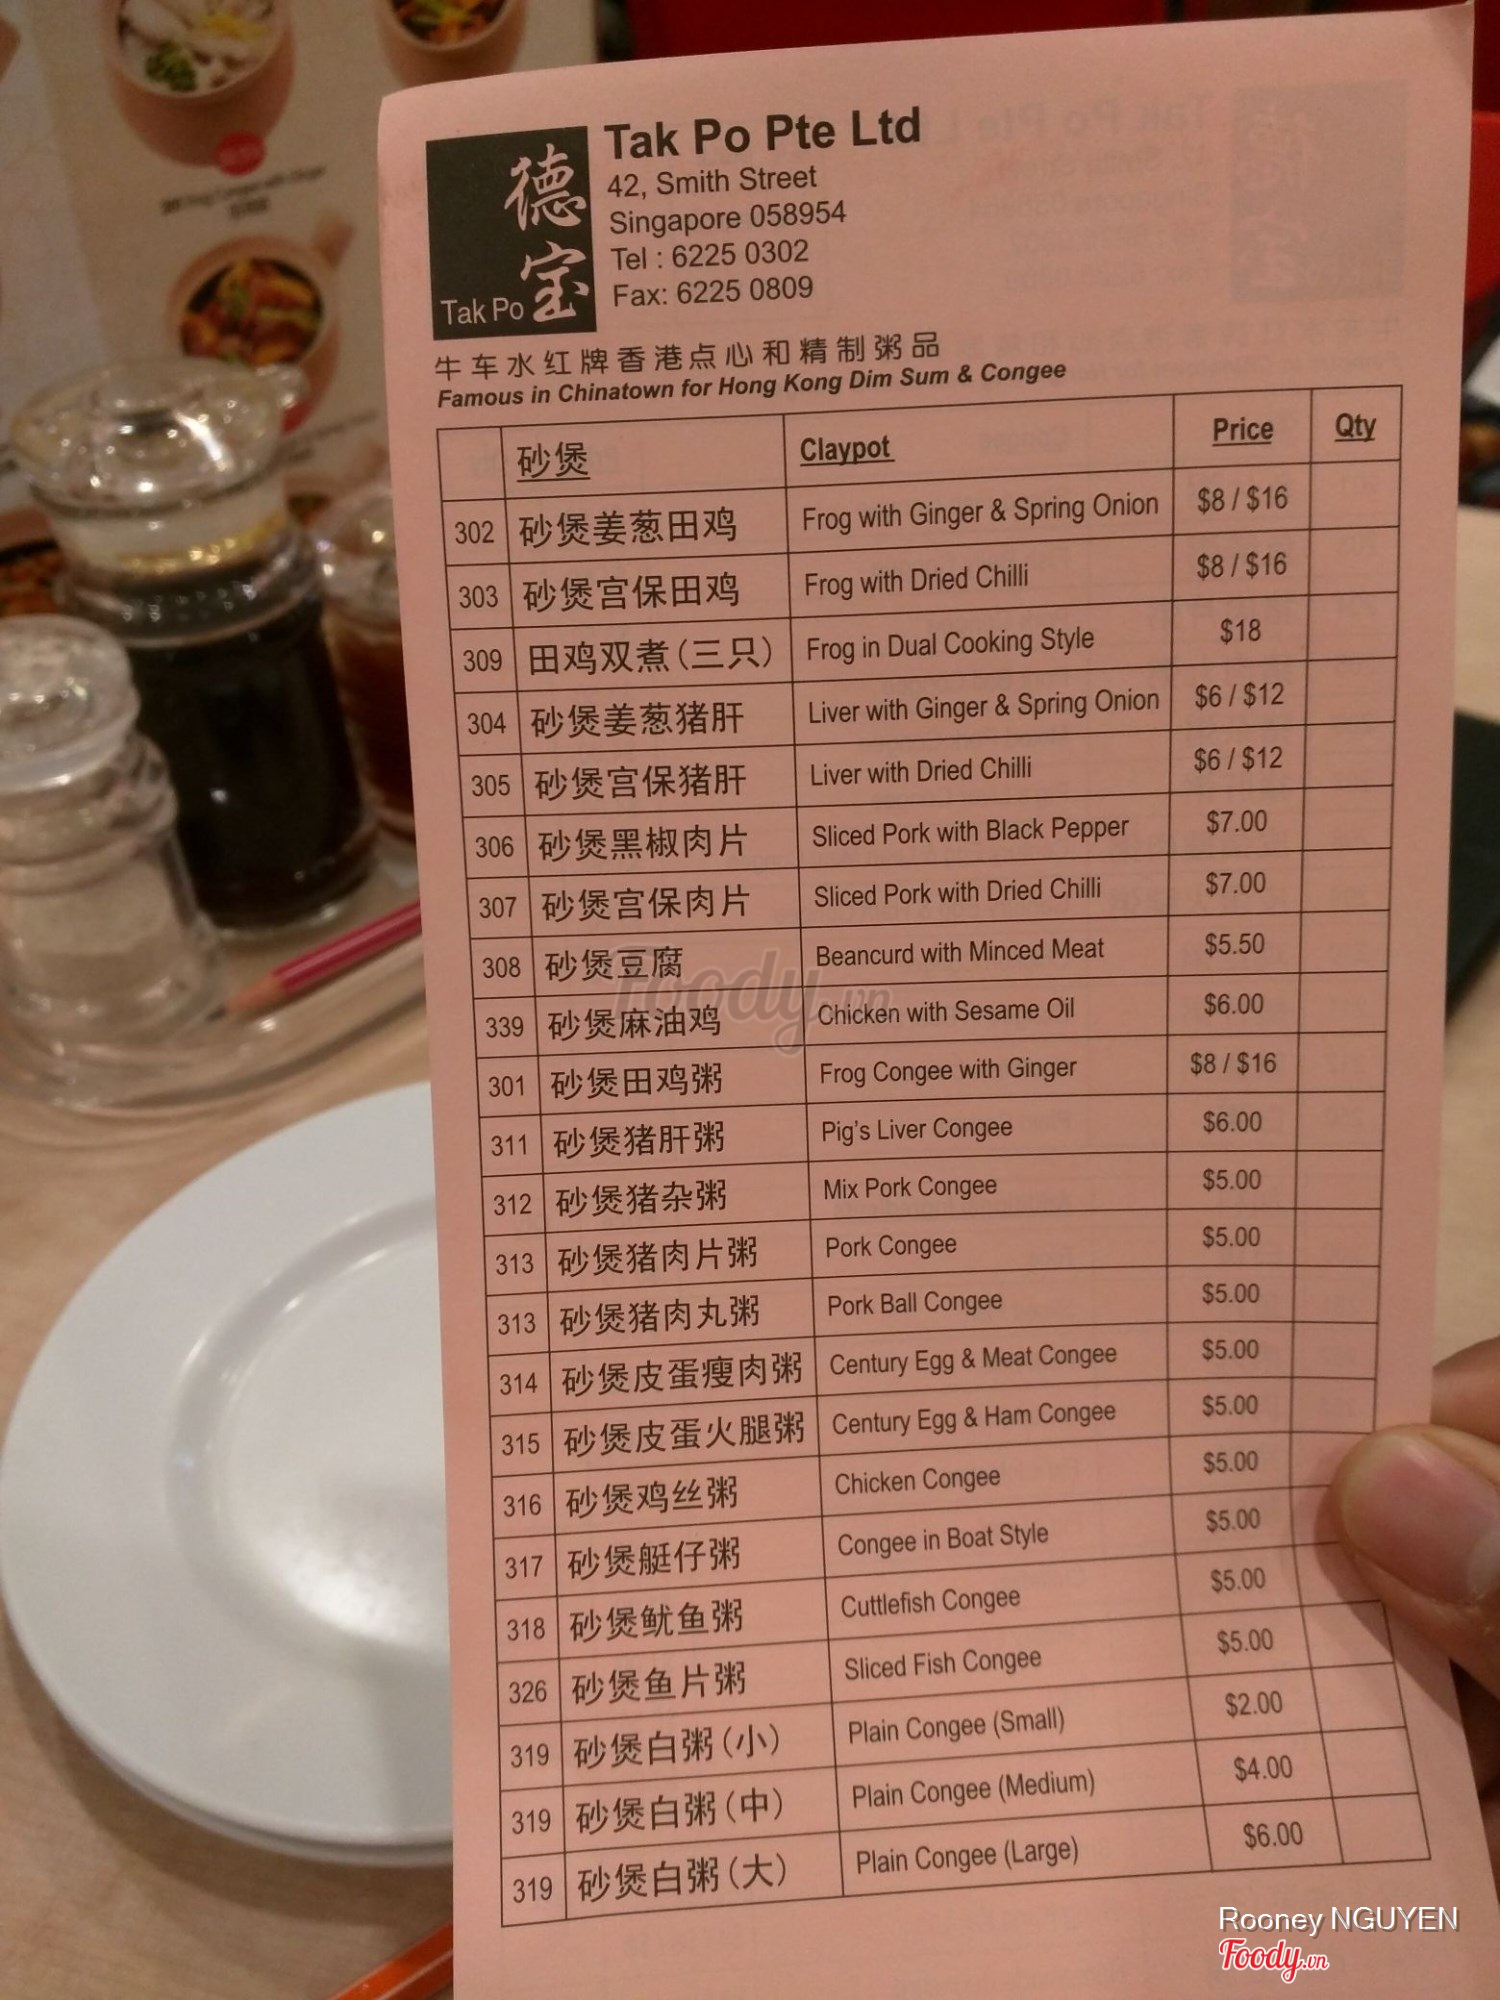 德宝
Tak Po
Tak Po Pte Ltd
42, Smith Street
Singapore 058954
Tel : 6225 0302
Fax: 6225 0809
牛车水红牌香港点心和精制粥品
Famous in Chinatown for Hong Kong Dim Sum & Congee
砂煲 Claypot Price Qty
302 砂煲姜葱田鸡 Frog with Ginger & Spring Onion $8 / $16
303 砂煲宫保田鸡 Frog with Dried Chilli $8 / $16
309 田鸡双煮(三只) Frog in Dual Cooking Style $18
304 砂煲姜葱猪肝 Liver with Ginger & Spring Onion $6 / $12
305 砂煲宫保猪肝 Liver with Dried Chilli $6 / $12
306 砂煲黑椒肉片 Sliced Pork with Black Pepper $7.00
307 砂煲宫保肉片 Sliced Pork with Dried Chilli $7.00
308 砂煲豆腐 Beancurd with Minced Meat $5.50
339 砂煲麻油鸡 Chicken with Sesame Oil $6.00
301 砂煲田鸡粥 Frog Congee with Ginger $8 / $16
311 砂煲猪肝粥 Pig's Liver Congee $6.00
312 砂煲猪杂粥 Mix Pork Congee $5.00
313 砂煲猪肉片粥 Pork Congee $5.00
313 砂煲猪肉丸粥 Pork Ball Congee $5.00
314 砂煲皮蛋瘦肉粥 Century Egg & Meat Congee $5.00
315 砂煲皮蛋火腿粥 Century Egg & Ham Congee $5.00
316 砂煲鸡丝粥 Chicken Congee $5.00
317 砂煲艇仔粥 Congee in Boat Style $5.00
318 砂煲鱿鱼粥 Cuttlefish Congee $5.00
326 砂煲鱼片粥 Sliced Fish Congee $5.00
319 砂煲白粥(小) Plain Congee (Small) $2.00
319 砂煲白粥(中) Plain Congee (Medium) $4.00
319 砂煲白粥(大) Plain Congee (Large) $6.00
Foody.vn
Rooney NGUYEN
Foody.vn